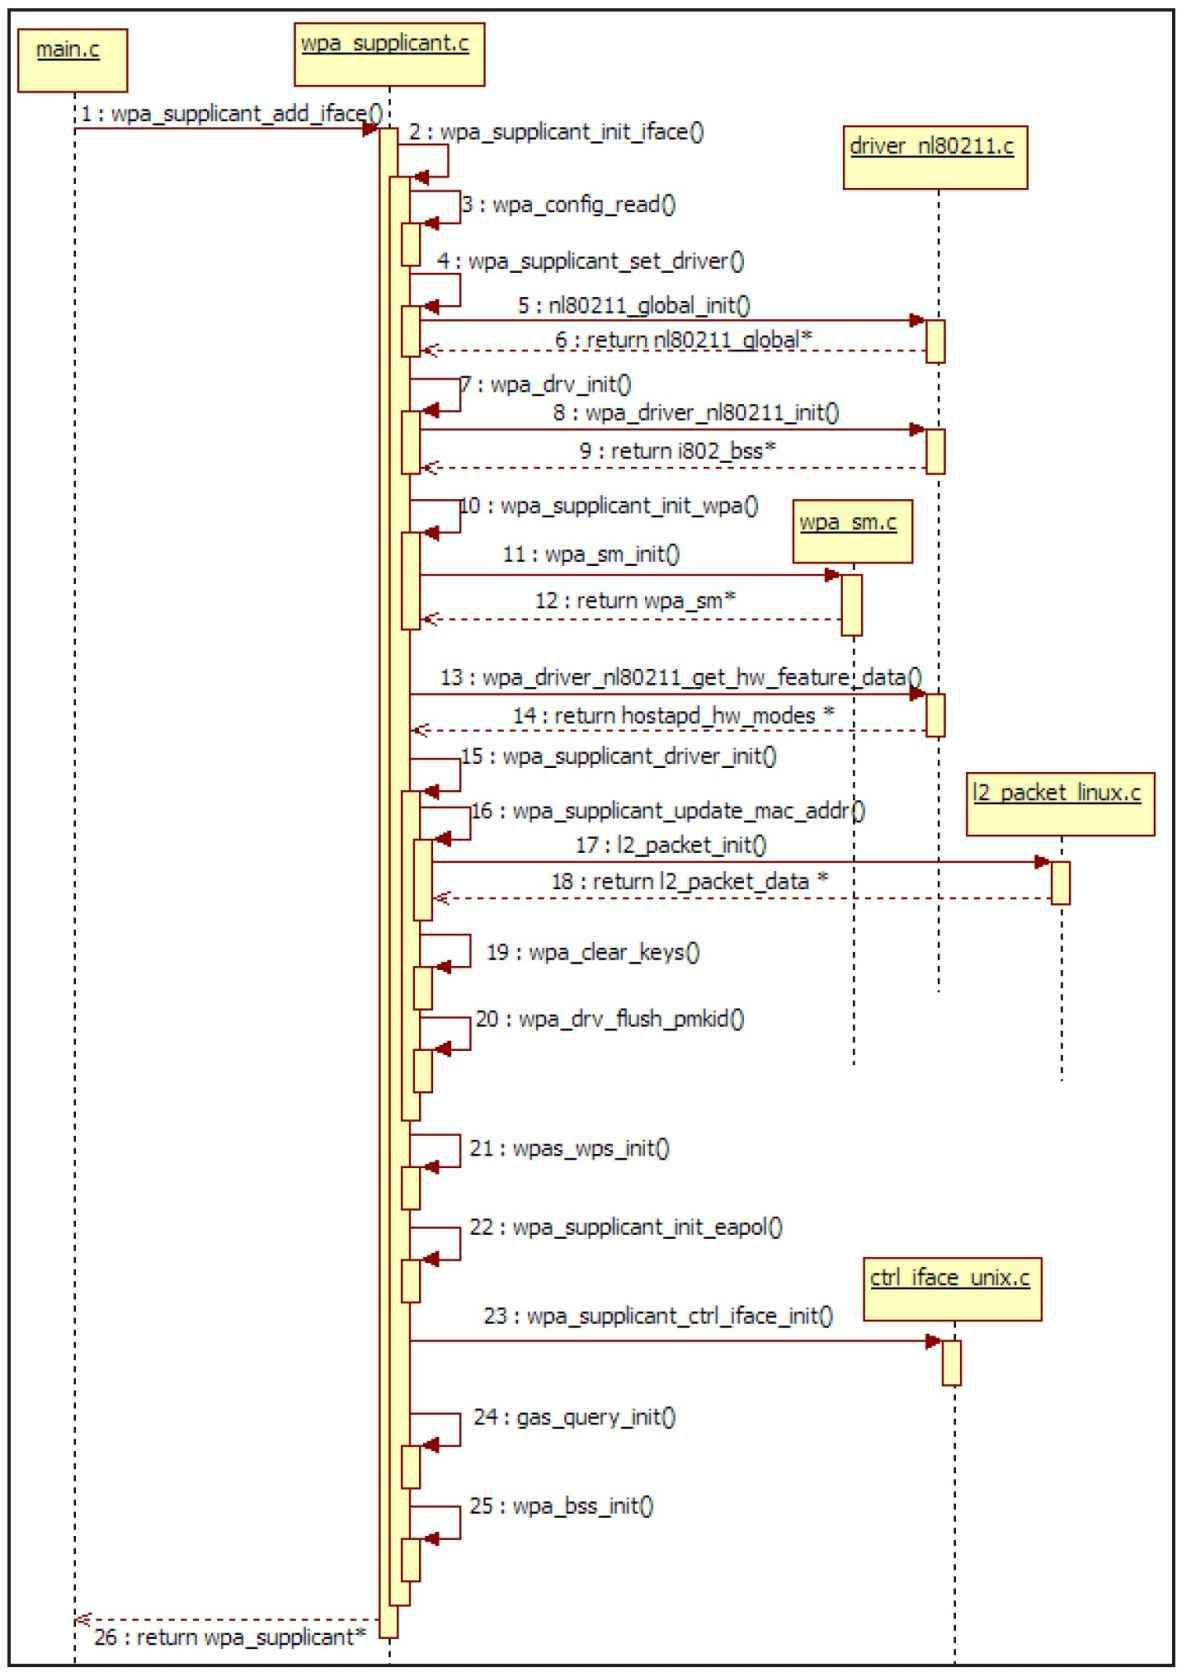 main.c
wpa_supplicant.c
1 : wpa_supplicant_add_iface()
2 : wpa_supplicant_init_iface()
driver_nl80211.c
3 : wpa_config_read()
4 : wpa_supplicant_set_driver()
5 : nl80211_global_init()
6 : return nl80211_global*
7 : wpa_drv_init()
8 : wpa_driver_nl80211_init()
9 : return i802_bss*
10 : wpa_supplicant_init_wpa()
wpa_sm.c
11 : wpa_sm_init()
12 : return wpa_sm*
13 : wpa_driver_nl80211_get_hw_feature_data()
14 : return hostapd_hw_modes *
15 : wpa_supplicant_driver_init()
l2_packet_linux.c
16 : wpa_supplicant_update_mac_addr()
17 : l2_packet_init()
18 : return l2_packet_data *
19 : wpa_clear_keys()
20 : wpa_drv_flush_pmkid()
21 : wpas_wps_init()
22 : wpa_supplicant_init_eapol()
ctrl_iface_unix.c
23 : wpa_supplicant_ctrl_iface_init()
24 : gas_query_init()
25 : wpa_bss_init()
26 : return wpa_supplicant*